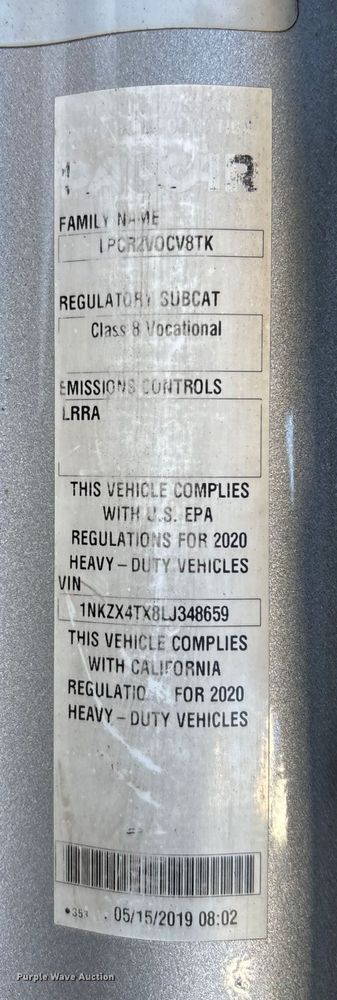 FAMILY NAME
LPCR2VOCV8TK
REGULATORY SUBCAT
Class 8 Vocational
EMISSIONS CONTROLS
LRRA
THIS VEHICLE COMPLIES
WITH U.S. EPA
REGULATIONS FOR 2020
HEAVY-DUTY VEHICLES
VIN
1NKZX4TX8LJ348659
THIS VEHICLE COMPLIES
WITH CALIFORNIA
REGULATIO FOR 2020
HEAVY-DUTY VEHICLES
05/15/2019 08:02
Purple Wave Auction